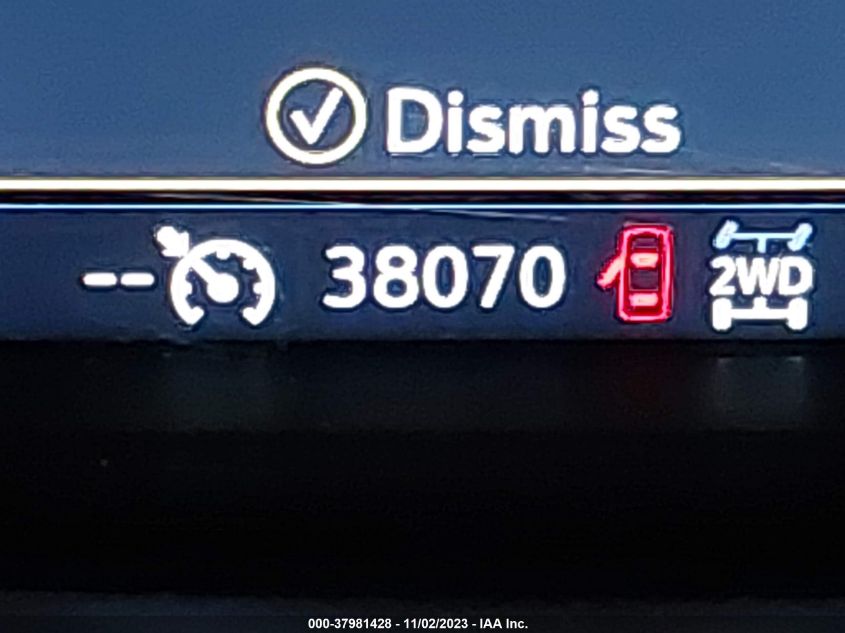 Dismiss
-- 38070 2WD
000-37981428 - 11/02/2023 - IAA Inc.